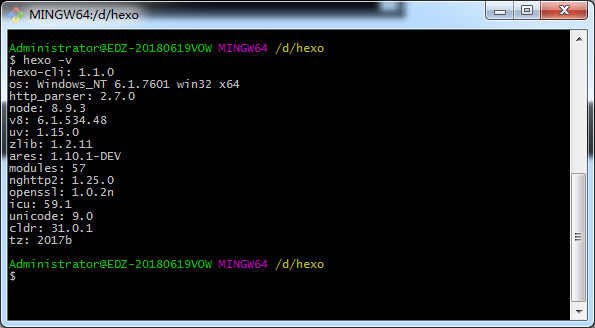 MINGW64:/d/hexo
Administrator@EDZ-20180619VOW MINGW64 /d/hexo
$ hexo -v
hexo-cli: 1.1.0
os: Windows_NT 6.1.7601 win32 x64
http_parser: 2.7.0
node: 8.9.3
v8: 6.1.534.48
uv: 1.15.0
zlib: 1.2.11
ares: 1.10.1-DEV
modules: 57
nghttp2: 1.25.0
openssl: 1.0.2n
icu: 59.1
unicode: 9.0
cldr: 31.0.1
tz: 2017b
Administrator@EDZ-20180619VOW MINGW64 /d/hexo
$